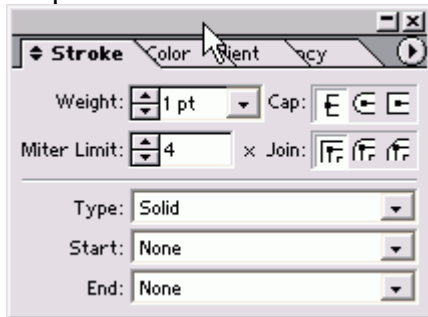 Stroke Color
Weight: 1 pt Cap:
Miter Limit: 4 × Join:
Type: Solid
Start: None
End: None